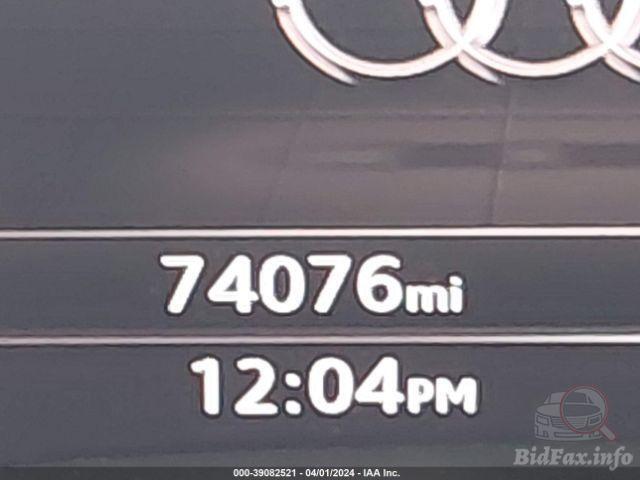 74076mi
12:04PM
BidFax.info
000-39082521 - 04/01/2024 - IAA Inc.